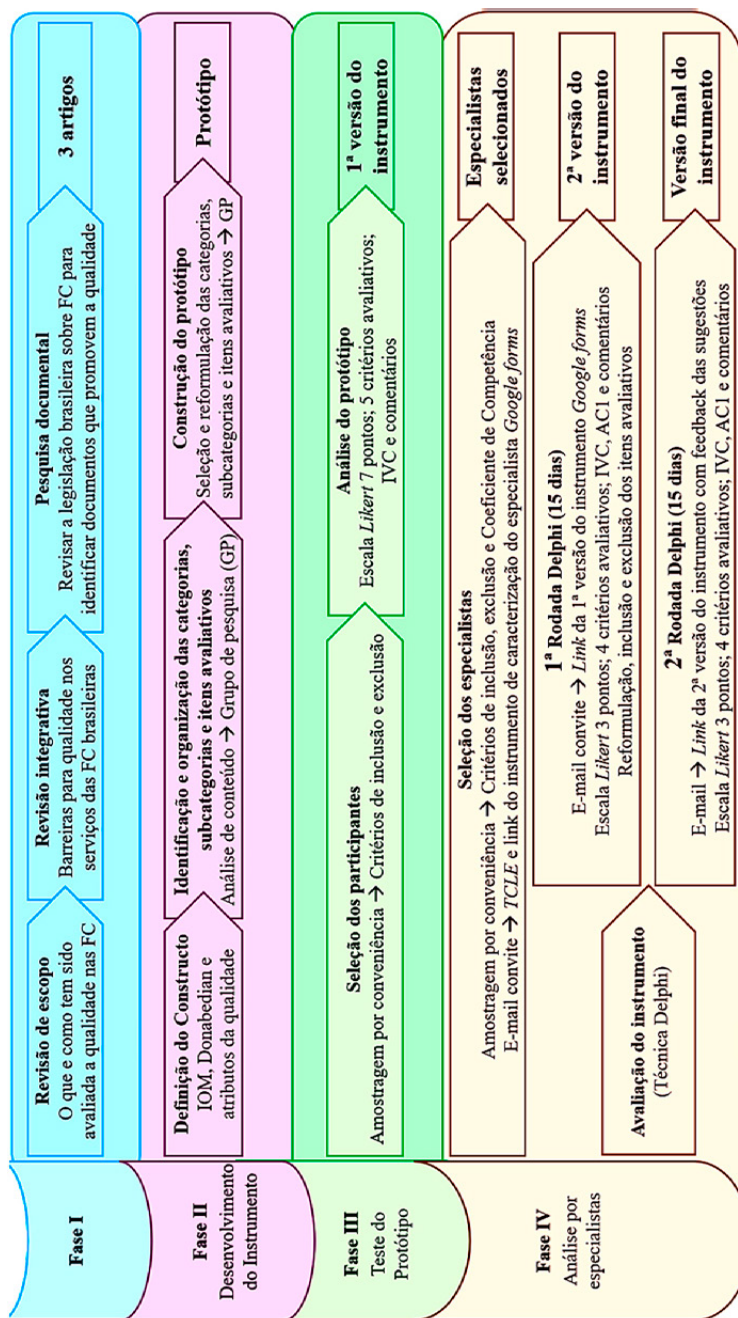 Fase I
Revisão de escopo
O que e como tem sido
avaliada a qualidade nas FC
Revisão integrativa
Barreiras para qualidade nos
serviços das FC brasileiras
Pesquisa documental
Revisar a legislação brasileira sobre FC para
identificar documentos que promovem a qualidade
3 artigos
Fase II
Desenvolvimento
do Instrumento
Definição do Constructo
IOM, Donabedian e
atributos da qualidade
Identificação e organização das categorias,
subcategorias e itens avaliativos
Análise de conteúdo → Grupo de pesquisa (GP)
Construção do protótipo
Seleção e reformulação das categorias,
subcategorias e itens avaliativos → GP
Protótipo
Fase III
Teste do
Protótipo
Seleção dos participantes
Amostragem por conveniência → Critérios de inclusão e exclusão
Análise do protótipo
Escala Likert 7 pontos; 5 critérios avaliativos;
IVC e comentários
1ª versão do
instrumento
Fase IV
Análise por
especialistas
Seleção dos especialistas
Amostragem por conveniência → Critérios de inclusão, exclusão e Coeficiente de Competência
E-mail convite → TCLE e link do instrumento de caracterização do especialista Google forms
Especialistas
selecionados
Avaliação do instrumento
(Técnica Delphi)
1ª Rodada Delphi (15 dias)
E-mail convite → Link da 1ª versão do instrumento Google forms
Escala Likert 3 pontos; 4 critérios avaliativos; IVC, AC1 e comentários
Reformulação, inclusão e exclusão dos itens avaliativos
2ª versão do
instrumento
2ª Rodada Delphi (15 dias)
E-mail → Link da 2ª versão do instrumento com feedback das sugestões
Escala Likert 3 pontos; 4 critérios avaliativos; IVC, AC1 e comentários
Versão final do
instrumento